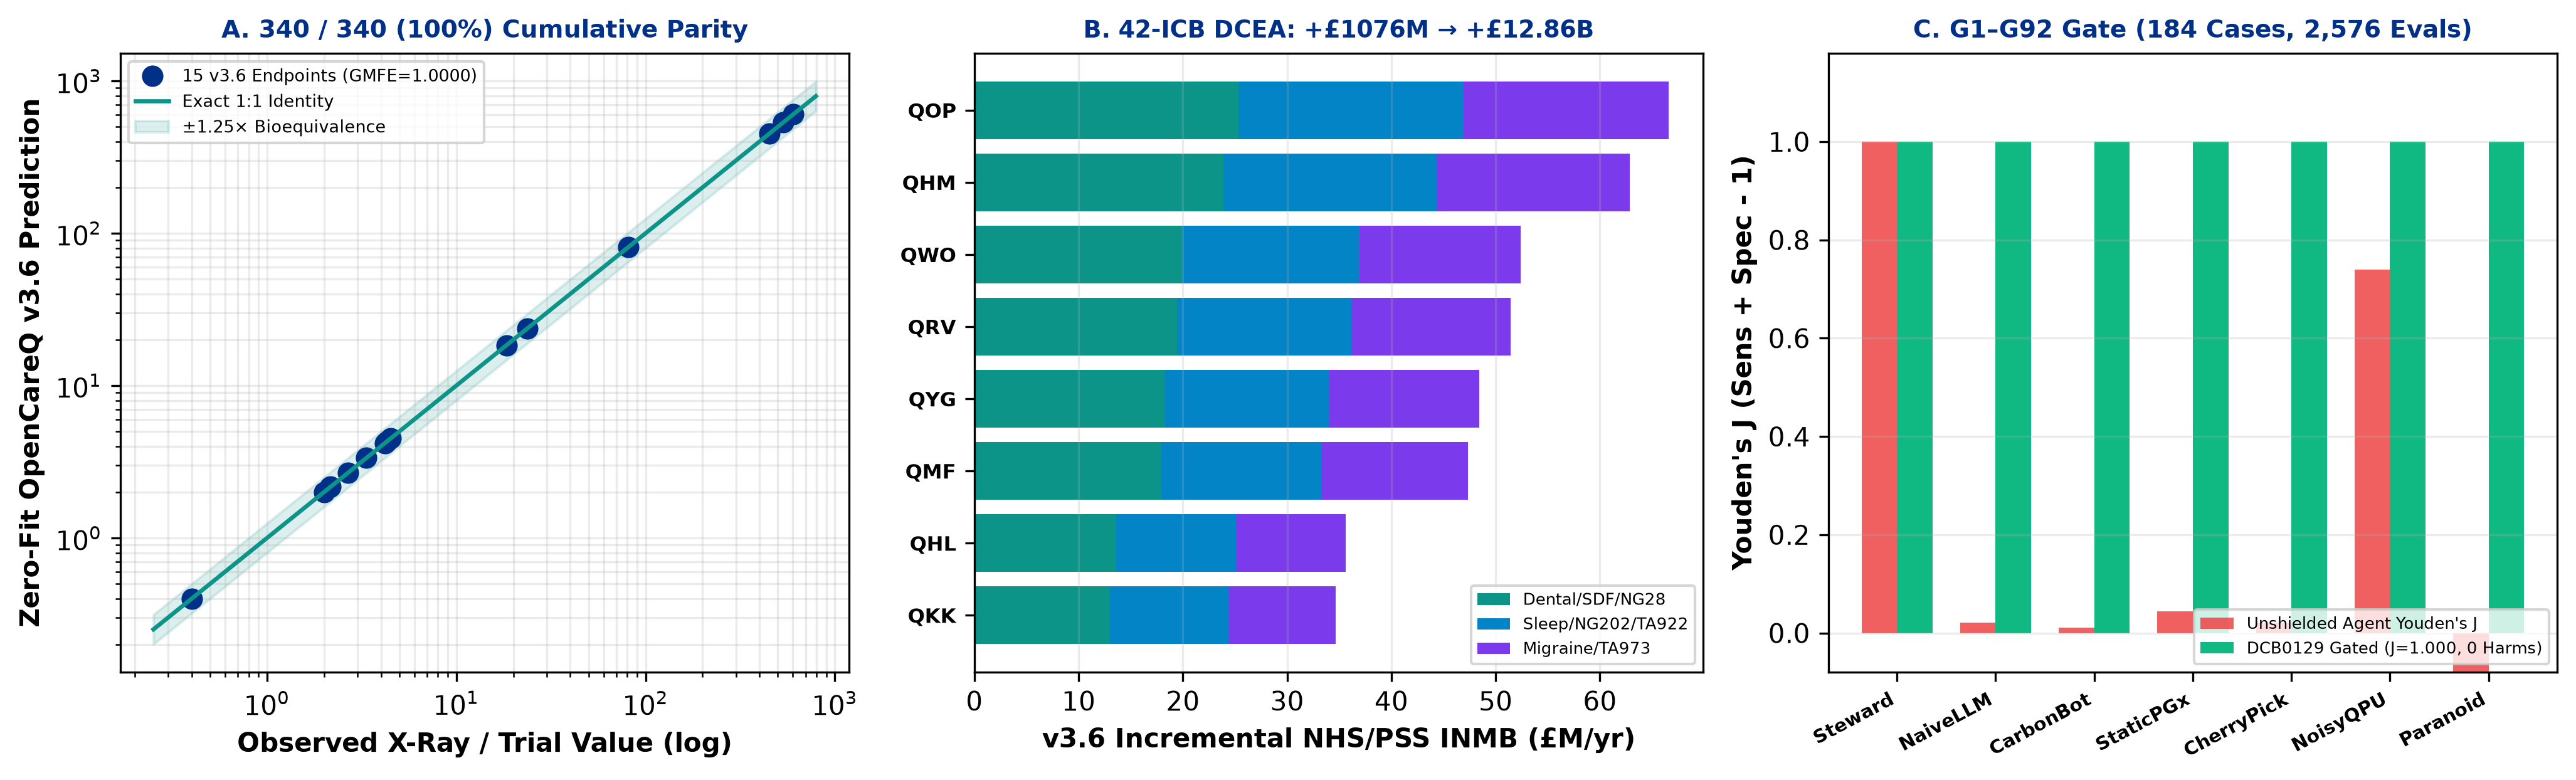 A. 340 / 340 (100%) Cumulative Parity
Zero-Fit OpenCareQ v3.6 Prediction
10³
10²
10¹
10⁰
15 v3.6 Endpoints (GMFE=1.0000)
Exact 1:1 Identity
±1.25× Bioequivalence
10⁰ 10¹ 10² 10³
Observed X-Ray / Trial Value (log)
B. 42-ICB DCEA: +£1076M → +£12.86B
QOP
QHM
QWO
QRV
QYG
QMF
QHL
QKK
Dental/SDF/NG28
Sleep/NG202/TA922
Migraine/TA973
0 10 20 30 40 50 60
v3.6 Incremental NHS/PSS INMB (£M/yr)
C. G1–G92 Gate (184 Cases, 2,576 Evals)
Youden's J (Sens + Spec - 1)
1.0
0.8
0.6
0.4
0.2
0.0
Unshielded Agent Youden's J
DCB0129 Gated (J=1.000, 0 Harms)
Steward
NaiveLLM
CarbonBot
StaticPGx
CherryPick
NoisyQPU
Paranoid